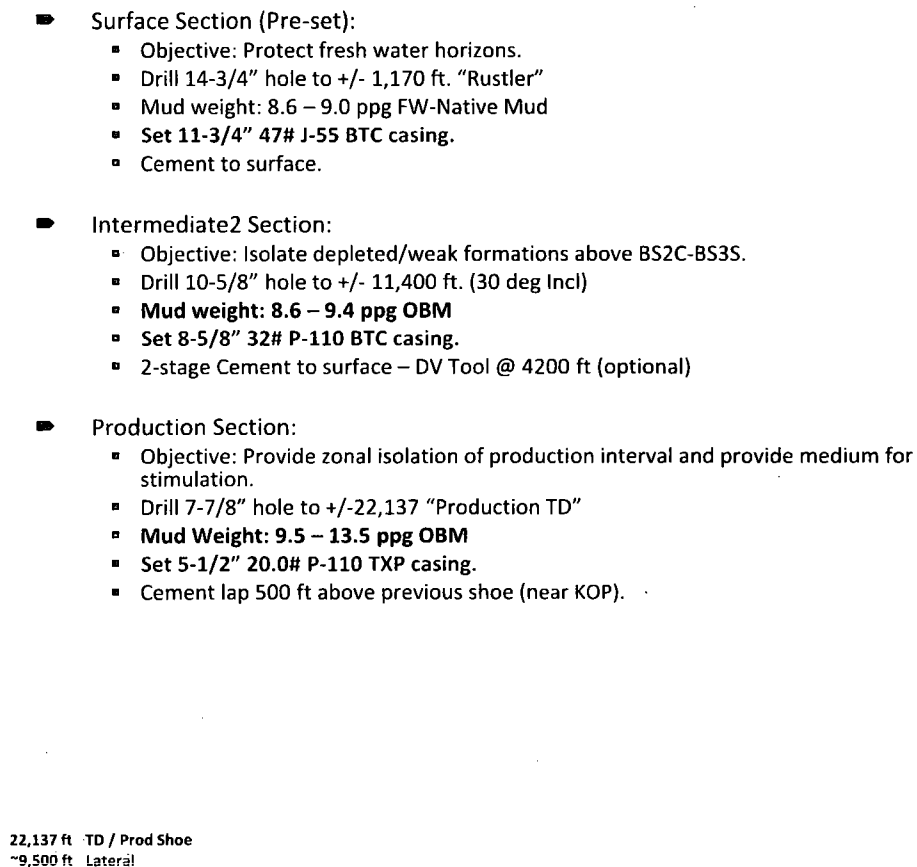 Surface Section (Pre-set):
Objective: Protect fresh water horizons.
Drill 14-3/4" hole to +/- 1,170 ft. "Rustler"
Mud weight: 8.6 – 9.0 ppg FW-Native Mud
Set 11-3/4" 47# J-55 BTC casing.
Cement to surface.
Intermediate2 Section:
Objective: Isolate depleted/weak formations above BS2C-BS3S.
Drill 10-5/8" hole to +/- 11,400 ft. (30 deg Incl)
Mud weight: 8.6 – 9.4 ppg OBM
Set 8-5/8" 32# P-110 BTC casing.
2-stage Cement to surface – DV Tool @ 4200 ft (optional)
Production Section:
Objective: Provide zonal isolation of production interval and provide medium for
stimulation.
Drill 7-7/8" hole to +/-22,137 "Production TD"
Mud Weight: 9.5 – 13.5 ppg OBM
Set 5-1/2" 20.0# P-110 TXP casing.
Cement lap 500 ft above previous shoe (near KOP).
22,137 ft TD / Prod Shoe
~9,500 ft Lateral